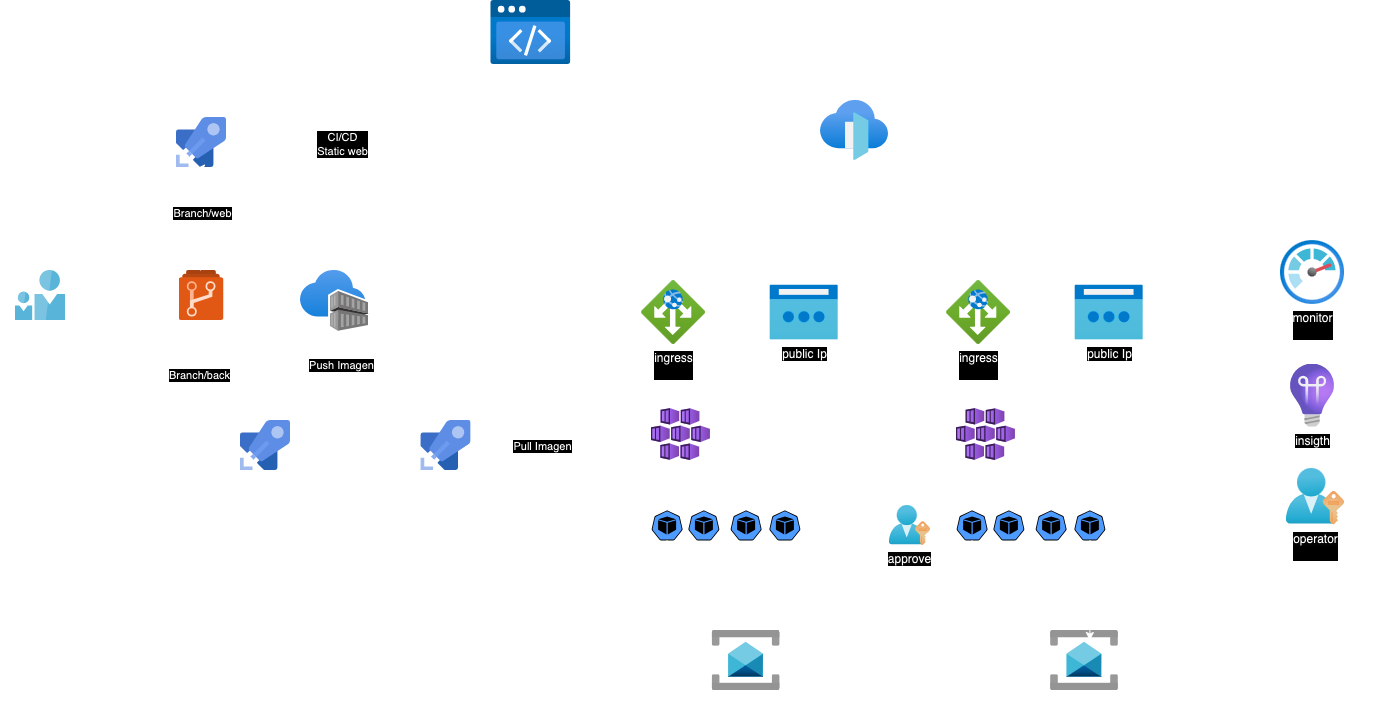 CI/CD
Static web
Branch/web
Branch/back
Push Imagen
ingress
public Ip
ingress
public Ip
monitor
Pull Imagen
insigth
approve
operator